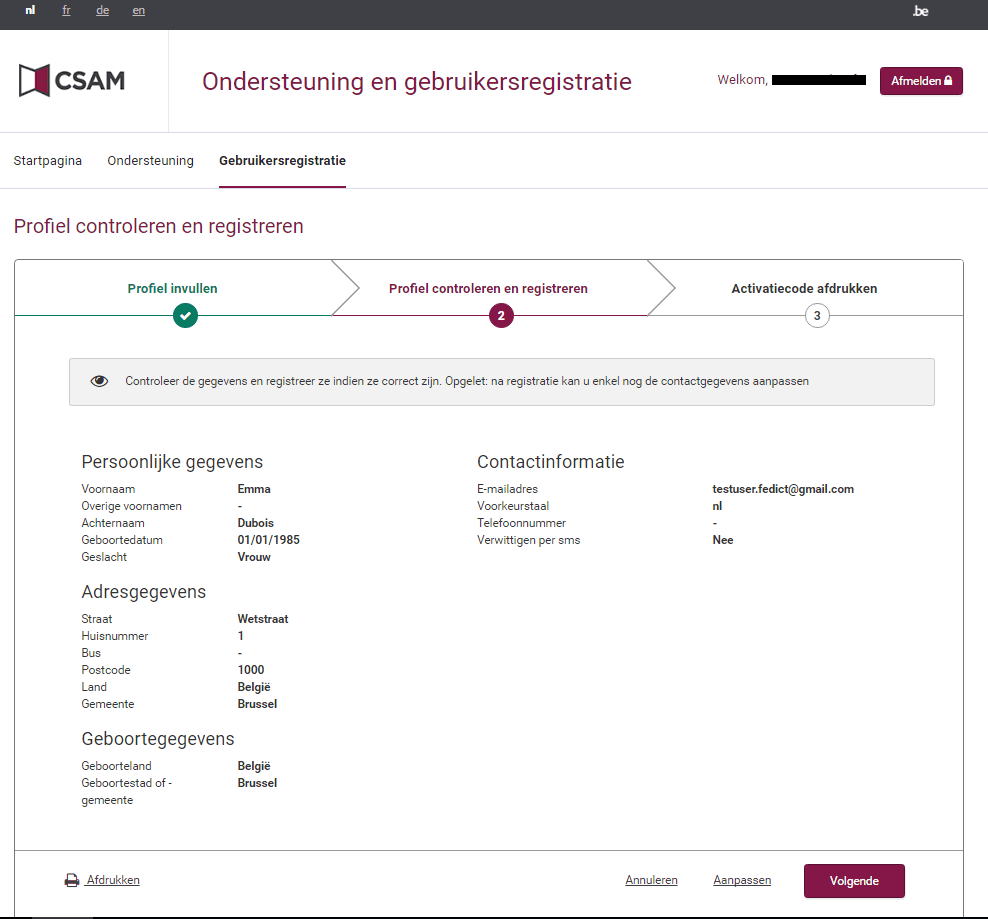 nl fr de en .be
CSAM
Ondersteuning en gebruikersregistratie
Welkom,
Afmelden
Startpagina Ondersteuning Gebruikersregistratie
Profiel controleren en registreren
Profiel invullen Profiel controleren en registreren Activatiecode afdrukken
2 3
Controleer de gegevens en registreer ze indien ze correct zijn. Opgelet: na registratie kan u enkel nog de contactgegevens aanpassen
Persoonlijke gegevens
Voornaam Emma
Overige voornamen -
Achternaam Dubois
Geboortedatum 01/01/1985
Geslacht Vrouw
Adresgegevens
Straat Wetstraat
Huisnummer 1
Bus -
Postcode 1000
Land België
Gemeente Brussel
Geboortegegevens
Geboorteland België
Geboortestad of - Brussel
gemeente
Contactinformatie
E-mailadres testuser.fedict@gmail.com
Voorkeurstaal nl
Telefoonnummer -
Verwittigen per sms Nee
Afdrukken Annuleren Aanpassen Volgende